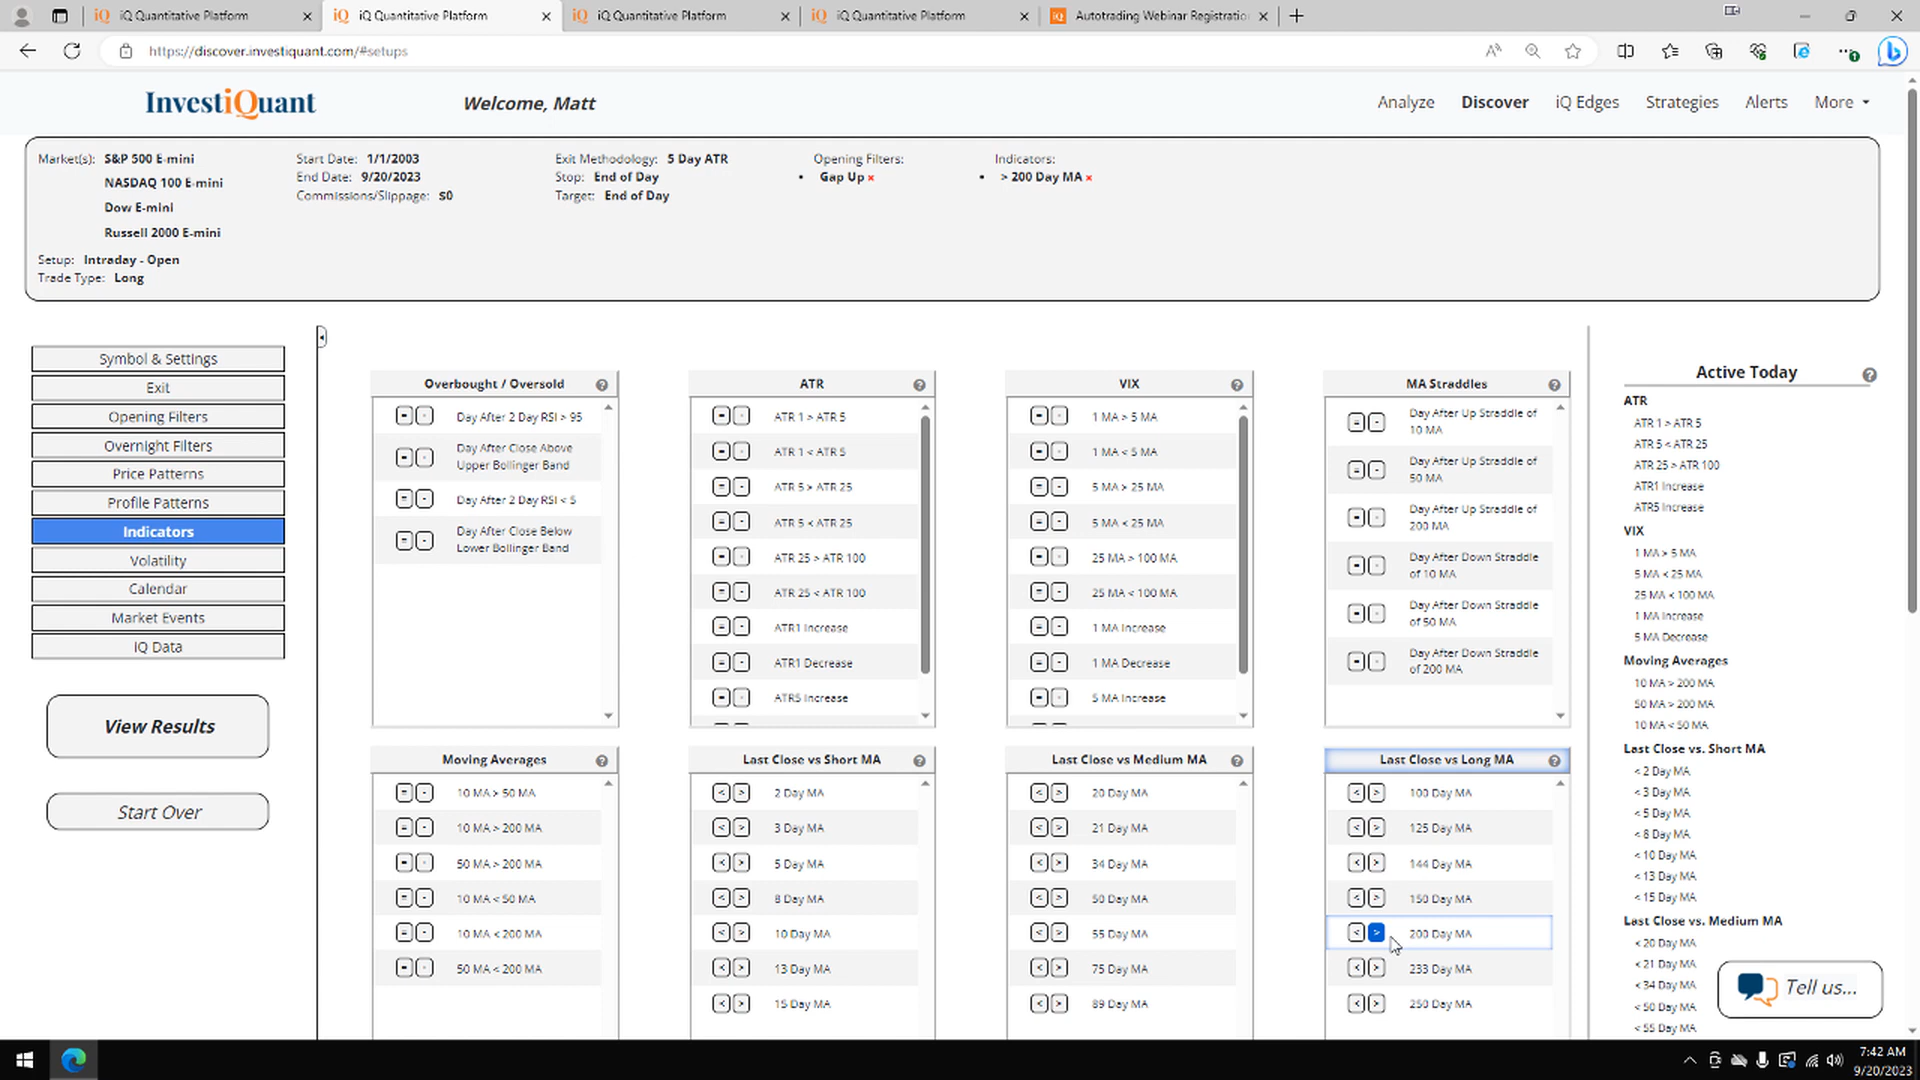 iQ Quantitative Platform
iQ Quantitative Platform
iQ Quantitative Platform
iQ Quantitative Platform
Autotrading Webinar Registratio
https://discover.investiquant.com/#setups
InvestiQuant
Welcome, Matt
Analyze
Discover
iQ Edges
Strategies
Alerts
More
Market(s): S&P 500 E-mini
NASDAQ 100 E-mini
Dow E-mini
Russell 2000 E-mini
Setup: Intraday - Open
Trade Type: Long
Start Date: 1/1/2003
End Date: 9/20/2023
Commissions/Slippage: $0
Exit Methodology: 5 Day ATR
Stop: End of Day
Target: End of Day
Opening Filters:
• Gap Up x
Indicators:
• > 200 Day MA x
Symbol & Settings
Exit
Opening Filters
Overnight Filters
Price Patterns
Profile Patterns
Indicators
Volatility
Calendar
Market Events
IQ Data
View Results
Start Over
Overbought / Oversold ?
= - Day After 2 Day RSI > 95
= - Day After Close Above
Upper Bollinger Band
= - Day After 2 Day RSI < 5
= - Day After Close Below
Lower Bollinger Band
ATR ?
= - ATR 1 > ATR 5
= - ATR 1 < ATR 5
= - ATR 5 > ATR 25
= - ATR 5 < ATR 25
= - ATR 25 > ATR 100
= - ATR 25 < ATR 100
= - ATR1 Increase
= - ATR1 Decrease
= - ATR5 Increase
VIX ?
= - 1 MA > 5 MA
= - 1 MA < 5 MA
= - 5 MA > 25 MA
= - 5 MA < 25 MA
= - 25 MA > 100 MA
= - 25 MA < 100 MA
= - 1 MA Increase
= - 1 MA Decrease
= - 5 MA Increase
MA Straddles ?
= - Day After Up Straddle of
10 MA
= - Day After Up Straddle of
50 MA
= - Day After Up Straddle of
200 MA
= - Day After Down Straddle
of 10 MA
= - Day After Down Straddle
of 50 MA
= - Day After Down Straddle
of 200 MA
Moving Averages ?
= - 10 MA > 50 MA
= - 10 MA > 200 MA
= - 50 MA > 200 MA
= - 10 MA < 50 MA
= - 10 MA < 200 MA
= - 50 MA < 200 MA
Last Close vs Short MA ?
< > 2 Day MA
< > 3 Day MA
< > 5 Day MA
< > 8 Day MA
< > 10 Day MA
< > 13 Day MA
< > 15 Day MA
Last Close vs Medium MA ?
< > 20 Day MA
< > 21 Day MA
< > 34 Day MA
< > 50 Day MA
< > 55 Day MA
< > 75 Day MA
< > 89 Day MA
Last Close vs Long MA ?
< > 100 Day MA
< > 125 Day MA
< > 144 Day MA
< > 150 Day MA
< > 200 Day MA
< > 233 Day MA
< > 250 Day MA
Active Today ?
ATR
ATR 1 > ATR 5
ATR 5 < ATR 25
ATR 25 > ATR 100
ATR1 Increase
ATR5 Increase
VIX
1 MA > 5 MA
5 MA < 25 MA
25 MA < 100 MA
1 MA Increase
5 MA Decrease
Moving Averages
10 MA > 200 MA
50 MA > 200 MA
10 MA < 50 MA
Last Close vs. Short MA
< 2 Day MA
< 3 Day MA
< 5 Day MA
< 8 Day MA
< 10 Day MA
< 13 Day MA
< 15 Day MA
Last Close vs. Medium MA
< 20 Day MA
< 21 Day MA
< 34 Day MA
< 50 Day MA
< 55 Day MA
Tell us...
7:42 AM
9/20/2023